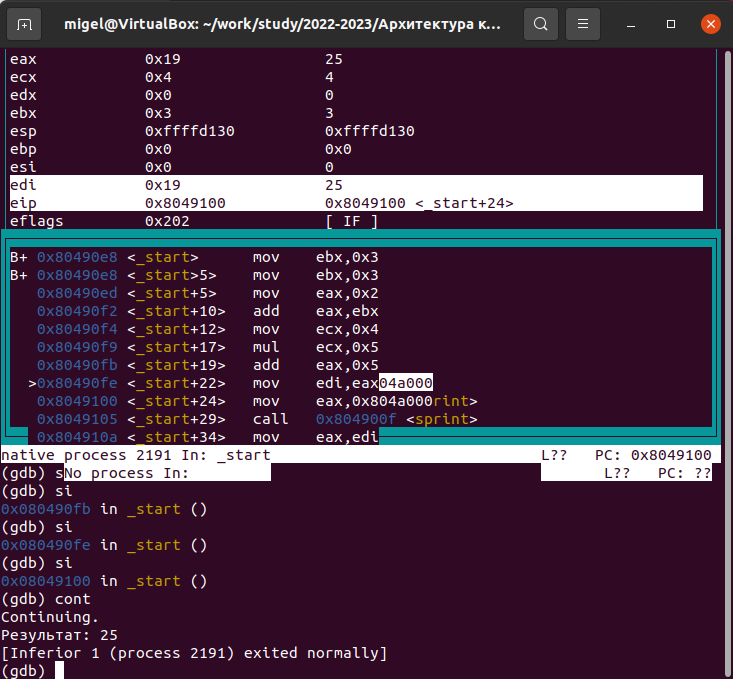 migel@VirtualBox: ~/work/study/2022-2023/Архитектура к...
eax 0x19 25
ecx 0x4 4
edx 0x0 0
ebx 0x3 3
esp 0xffffd130 0xffffd130
ebp 0x0 0x0
esi 0x0 0
edi 0x19 25
eip 0x8049100 0x8049100 <_start+24>
eflags 0x202 [ IF ]
B+ 0x80490e8 <_start> mov ebx,0x3
B+ 0x80490e8 <_start>5> mov ebx,0x3
0x80490ed <_start+5> mov eax,0x2
0x80490f2 <_start+10> add eax,ebx
0x80490f4 <_start+12> mov ecx,0x4
0x80490f9 <_start+17> mul ecx,0x5
0x80490fb <_start+19> add eax,0x5
>0x80490fe <_start+22> mov edi,eax04a000
0x8049100 <_start+24> mov eax,0x804a000rint>
0x8049105 <_start+29> call 0x804900f <sprint>
0x804910a <_start+34> mov eax,edi
native process 2191 In: _start L?? PC: 0x8049100
(gdb) sNo process In: L?? PC: ??
(gdb) si
0x080490fb in _start ()
(gdb) si
0x080490fe in _start ()
(gdb) si
0x08049100 in _start ()
(gdb) cont
Continuing.
Результат: 25
[Inferior 1 (process 2191) exited normally]
(gdb)